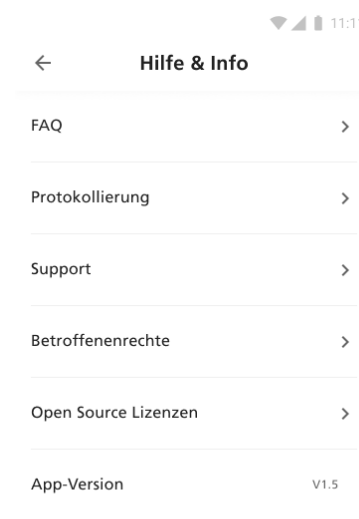 11:1
Hilfe & Info
FAQ
Protokollierung
Support
Betroffenenrechte
Open Source Lizenzen
App-Version V1.5